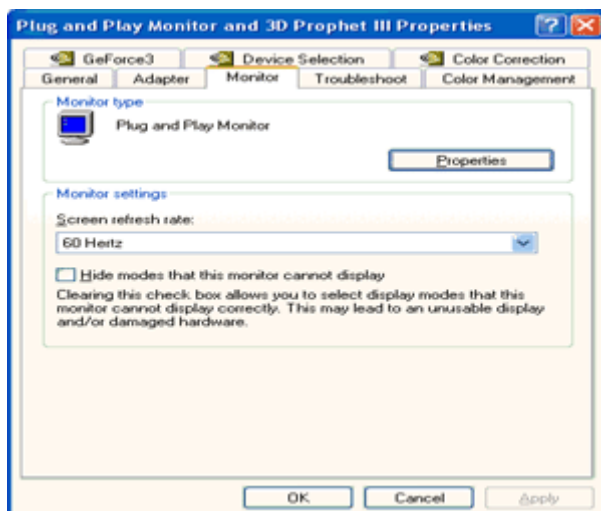 Plug and Play Monitor and 3D Prophet III Properties
GeForce3
Device Selection
Color Correction
General
Adapter
Monitor
Troubleshoot
Color Management
Monitor type
Plug and Play Monitor
Properties
Monitor settings
Screen refresh rate:
60 Hertz
Hide modes that this monitor cannot display
Clearing this check box allows you to select display modes that this
monitor cannot display correctly. This may lead to an unusable display
and/or damaged hardware.
OK
Cancel
Apply